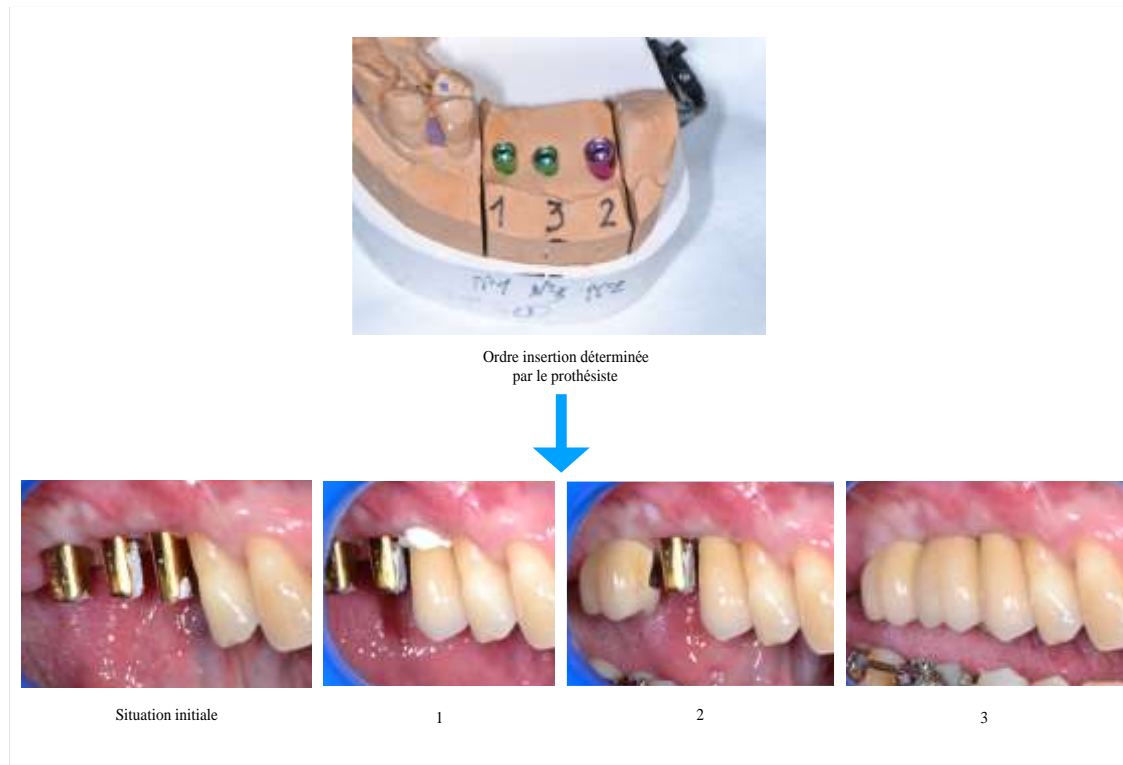 1 3 2
Ordre insertion déterminée
par le prothésiste
Situation initiale
1
2
3